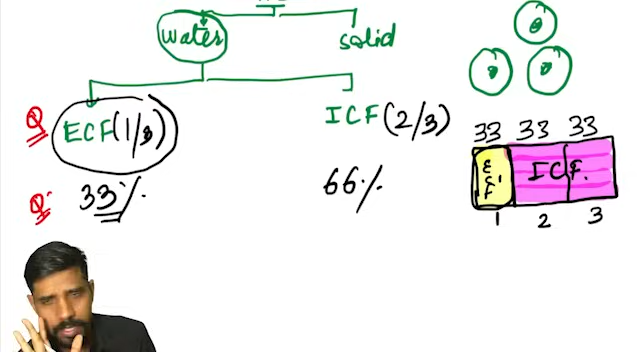 water solid
Q ECF (1/3) ICF (2/3)
Q. 33% 66%
33 33 33
ECF ICF.
1 2 3